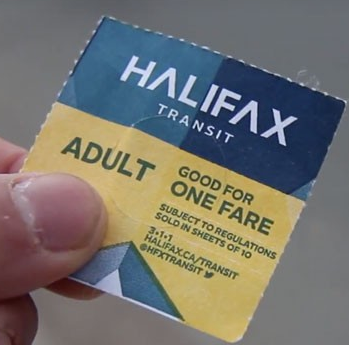 HALIFAX
TRANSIT
ADULT
GOOD FOR
ONE FARE
SUBJECT TO REGULATIONS
SOLD IN SHEETS OF 10
3·1·1
HALIFAX.CA/TRANSIT
@HFXTRANSIT